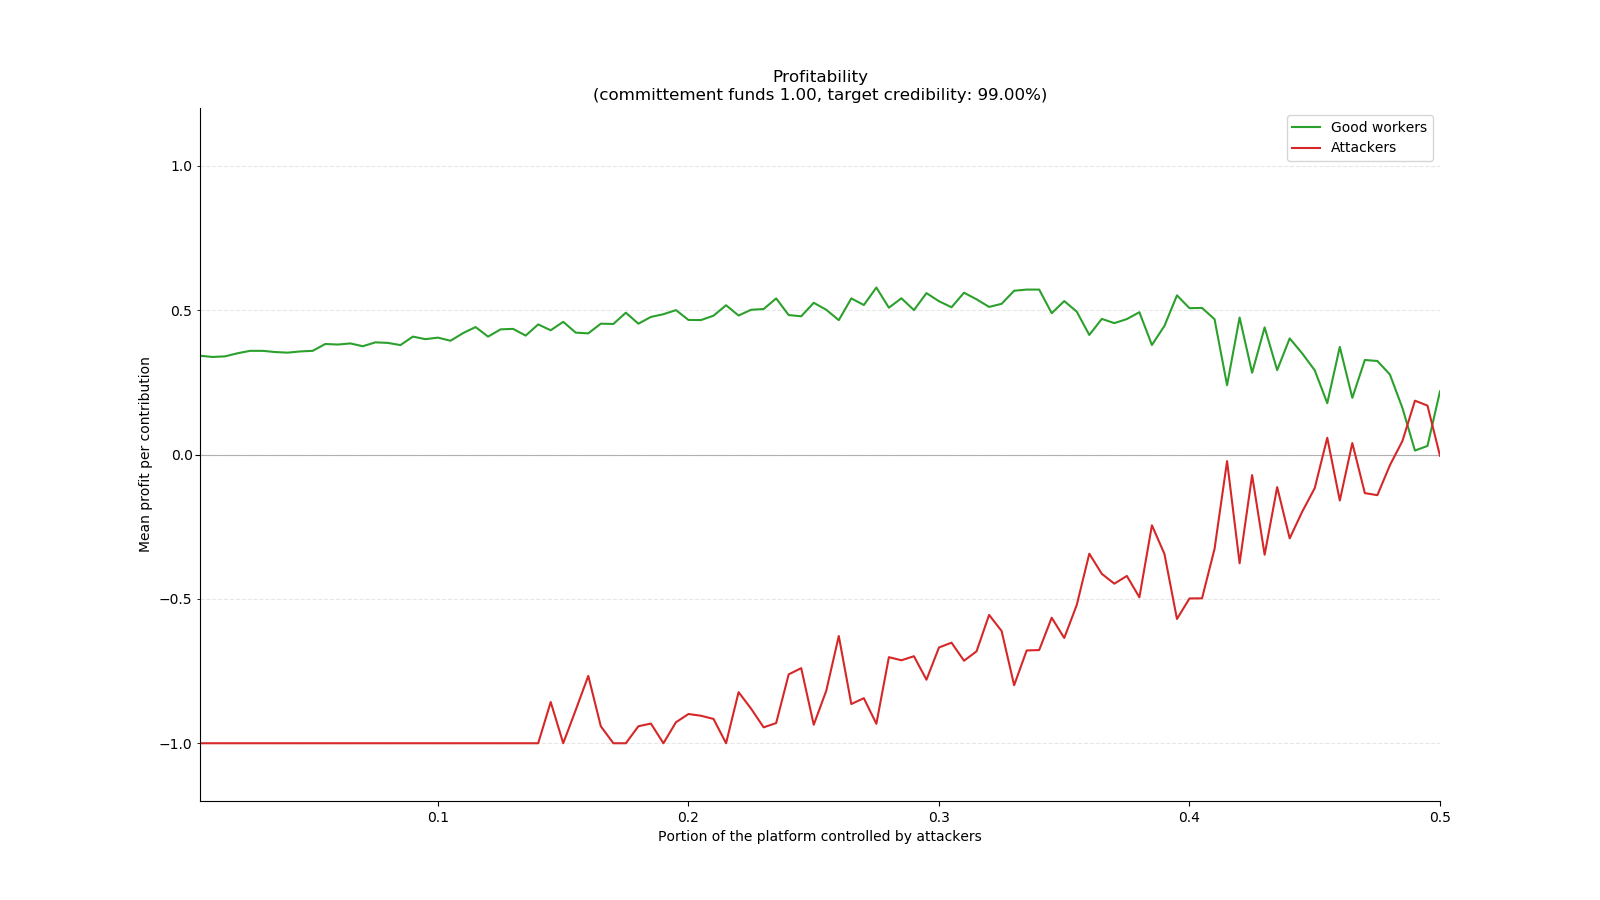 Profitability
(committement funds 1.00, target credibility: 99.00%)
Good workers
Attackers
1.0
0.5
0.0
−0.5
−1.0
Mean profit per contribution
0.1
0.2
0.3
0.4
0.5
Portion of the platform controlled by attackers